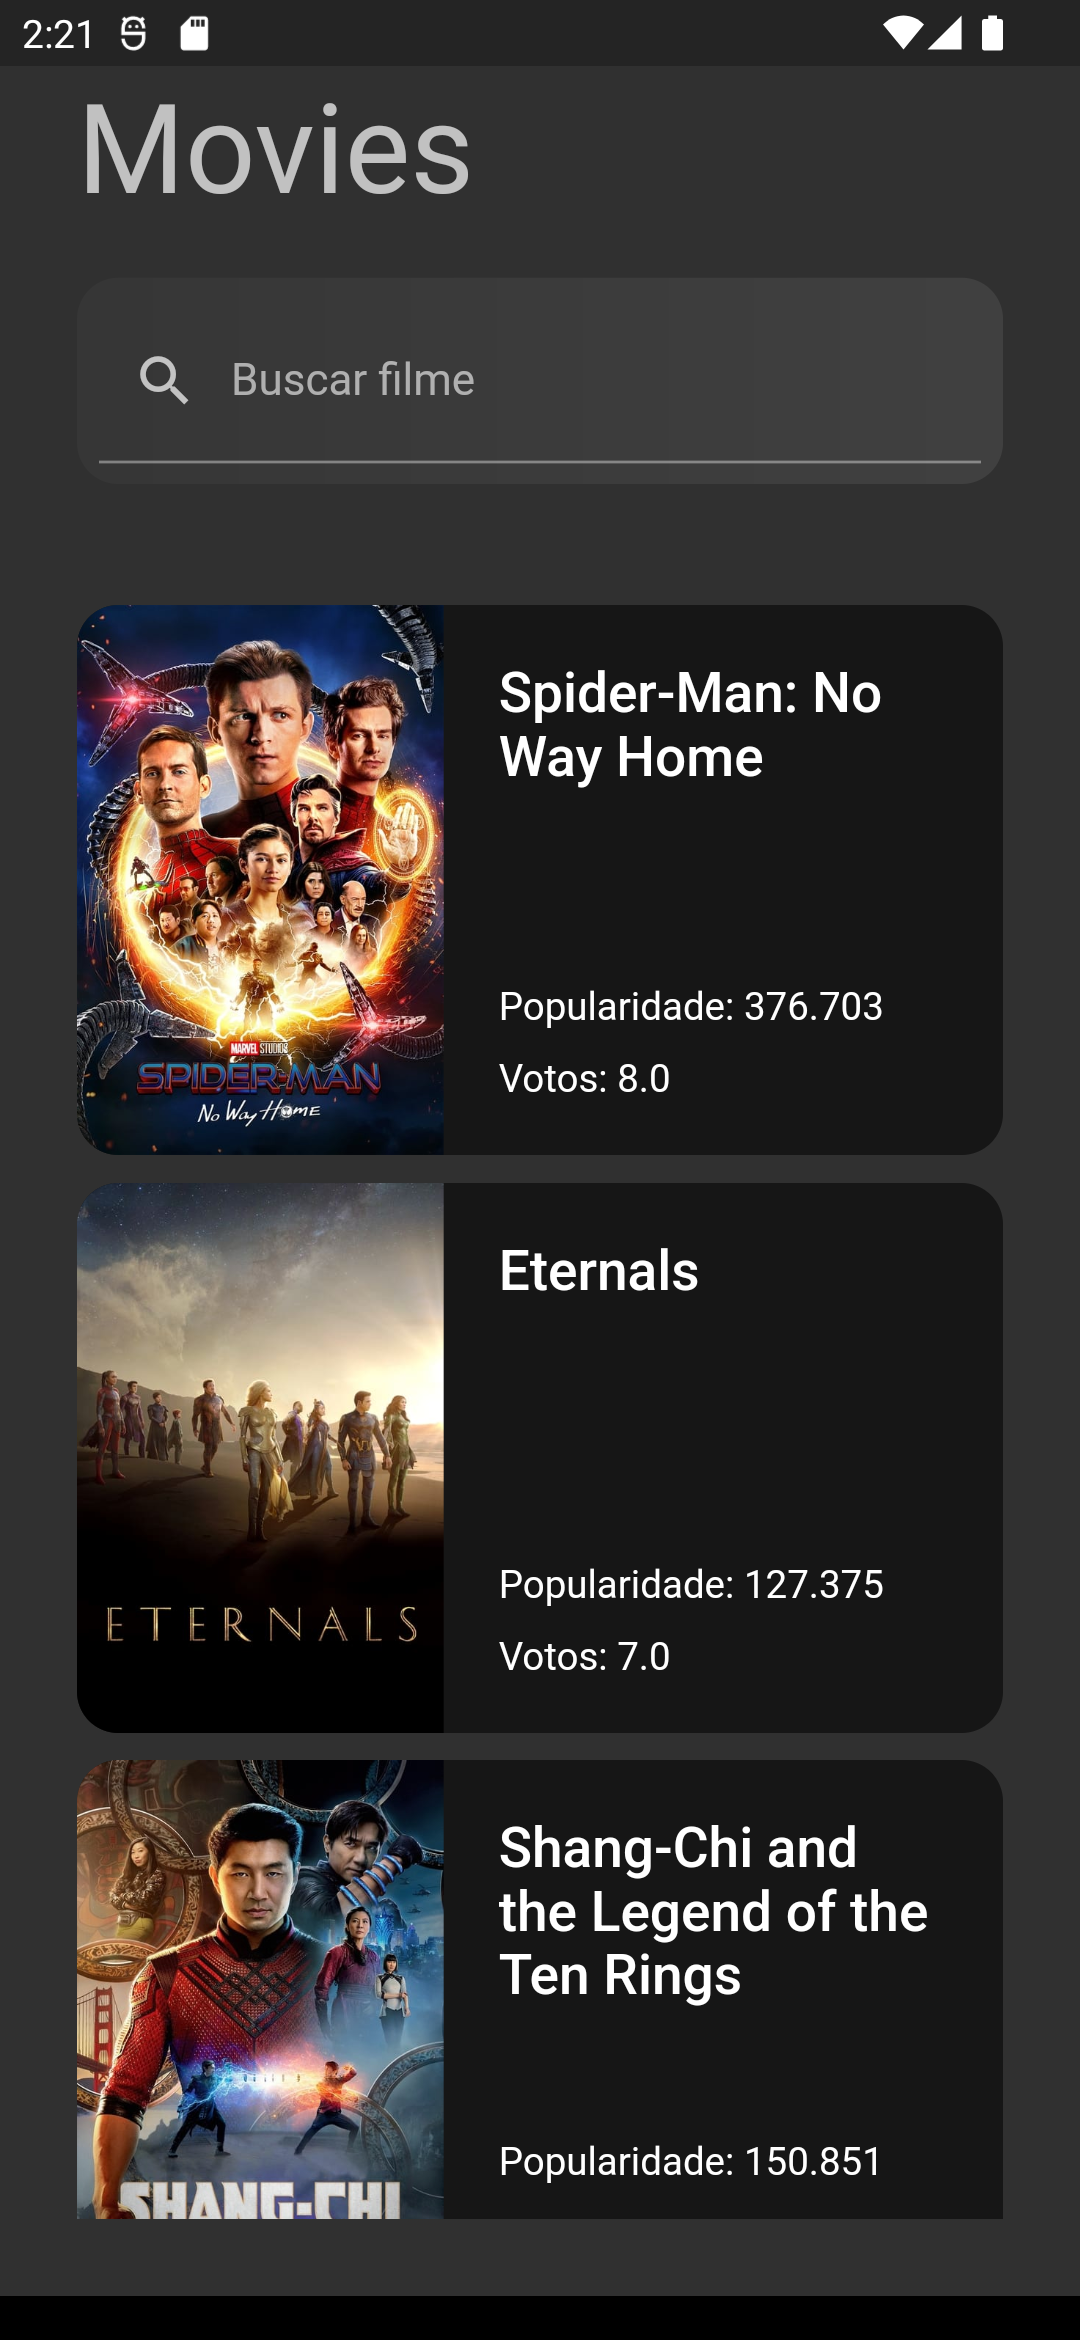 2:21
Movies
Buscar filme
MARVEL STUDIOS
SPIDER-MAN
No Way Home
Spider-Man: No
Way Home
Popularidade: 376.703
Votos: 8.0
ETERNALS
Eternals
Popularidade: 127.375
Votos: 7.0
SHANG-CHI
Shang-Chi and
the Legend of the
Ten Rings
Popularidade: 150.851